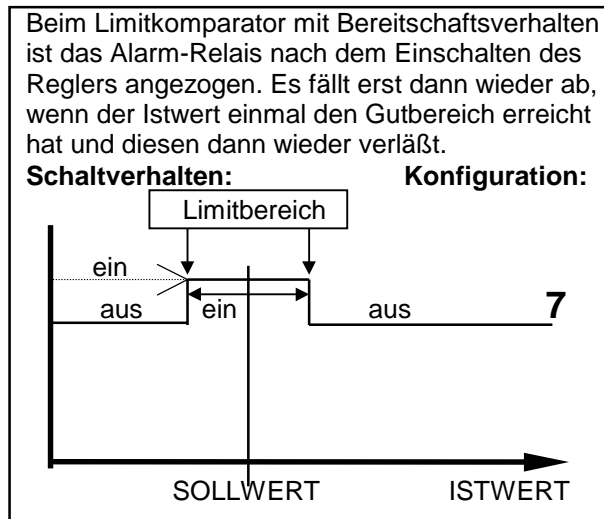 Beim Limitkomparator mit Bereitschaftsverhalten
ist das Alarm-Relais nach dem Einschalten des
Reglers angezogen. Es fällt erst dann wieder ab,
wenn der Istwert einmal den Gutbereich erreicht
hat und diesen dann wieder verläßt.
Schaltverhalten: Konfiguration:
Limitbereich
ein
aus ein aus 7
SOLLWERT ISTWERT